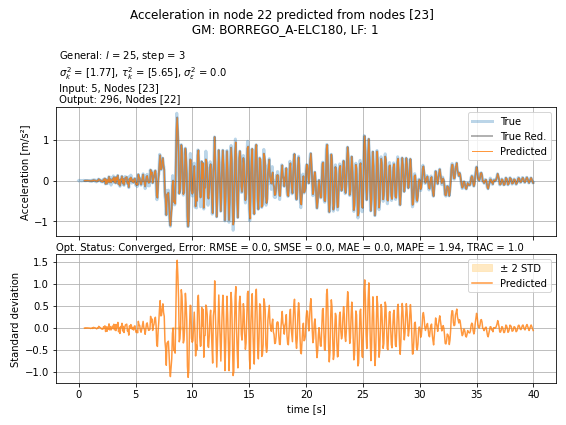 Acceleration in node 22 predicted from nodes [23]
GM: BORREGO_A-ELC180, LF: 1
General: l = 25, step = 3
σ²ₖ = [1.77], τ²ₖ = [5.65], σ²ε = 0.0
Input: 5, Nodes [23]
Output: 296, Nodes [22]
Acceleration [m/s²]
1
0
−1
True
True Red.
Predicted
Opt. Status: Converged, Error: RMSE = 0.0, SMSE = 0.0, MAE = 0.0, MAPE = 1.94, TRAC = 1.0
Standard deviation
1.5
1.0
0.5
0.0
−0.5
−1.0
± 2 STD
Predicted
0 5 10 15 20 25 30 35 40
time [s]